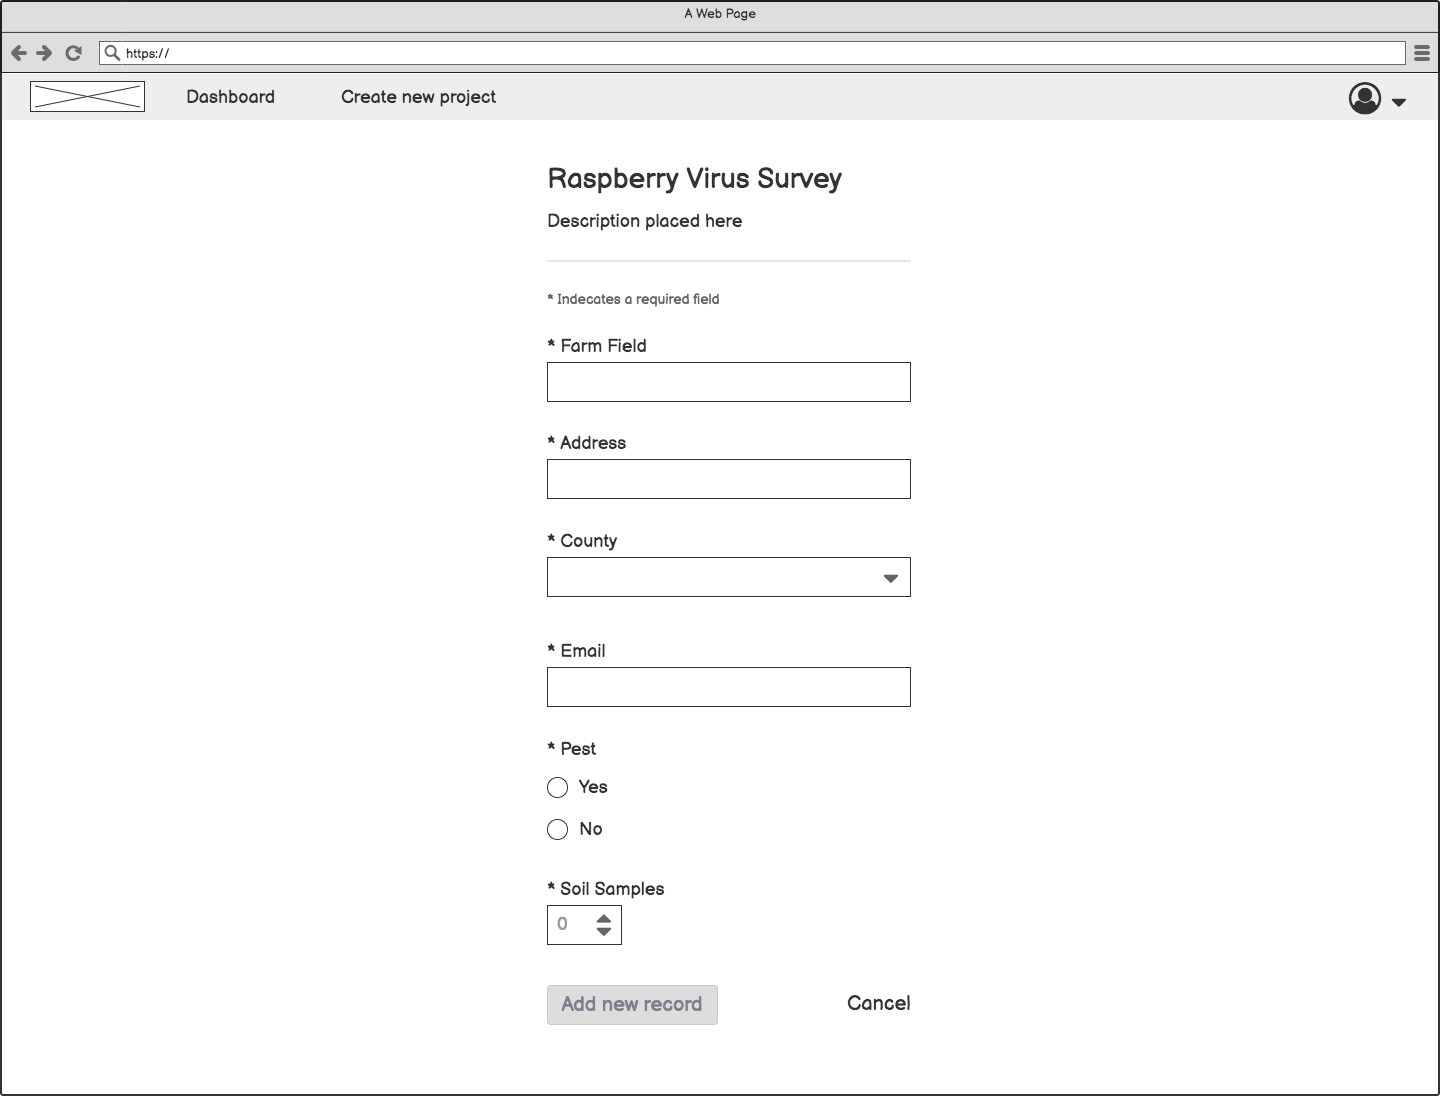 A Web Page
https://
Dashboard
Create new project
Raspberry Virus Survey
Description placed here
* Indecates a required field
* Farm Field
* Address
* County
* Email
* Pest
Yes
No
* Soil Samples
0
Add new record
Cancel